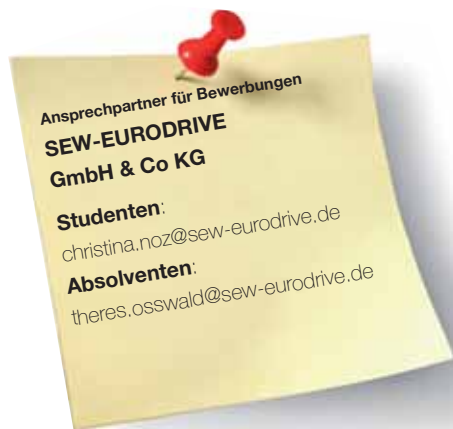 Ansprechpartner für Bewerbungen
SEW-EURODRIVE
GmbH & Co KG
Studenten:
christina.noz@sew-eurodrive.de
Absolventen:
theres.osswald@sew-eurodrive.de